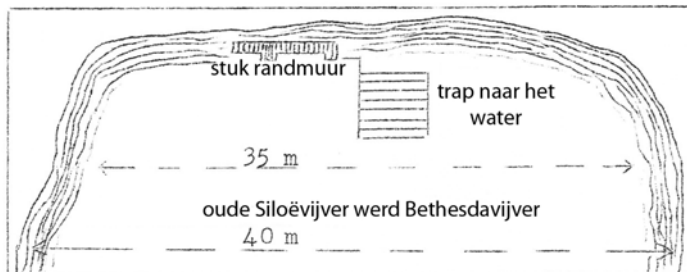 stuk randmuur
trap naar het
water
35 m
oude Siloëvijver werd Bethesdavijver
40 m